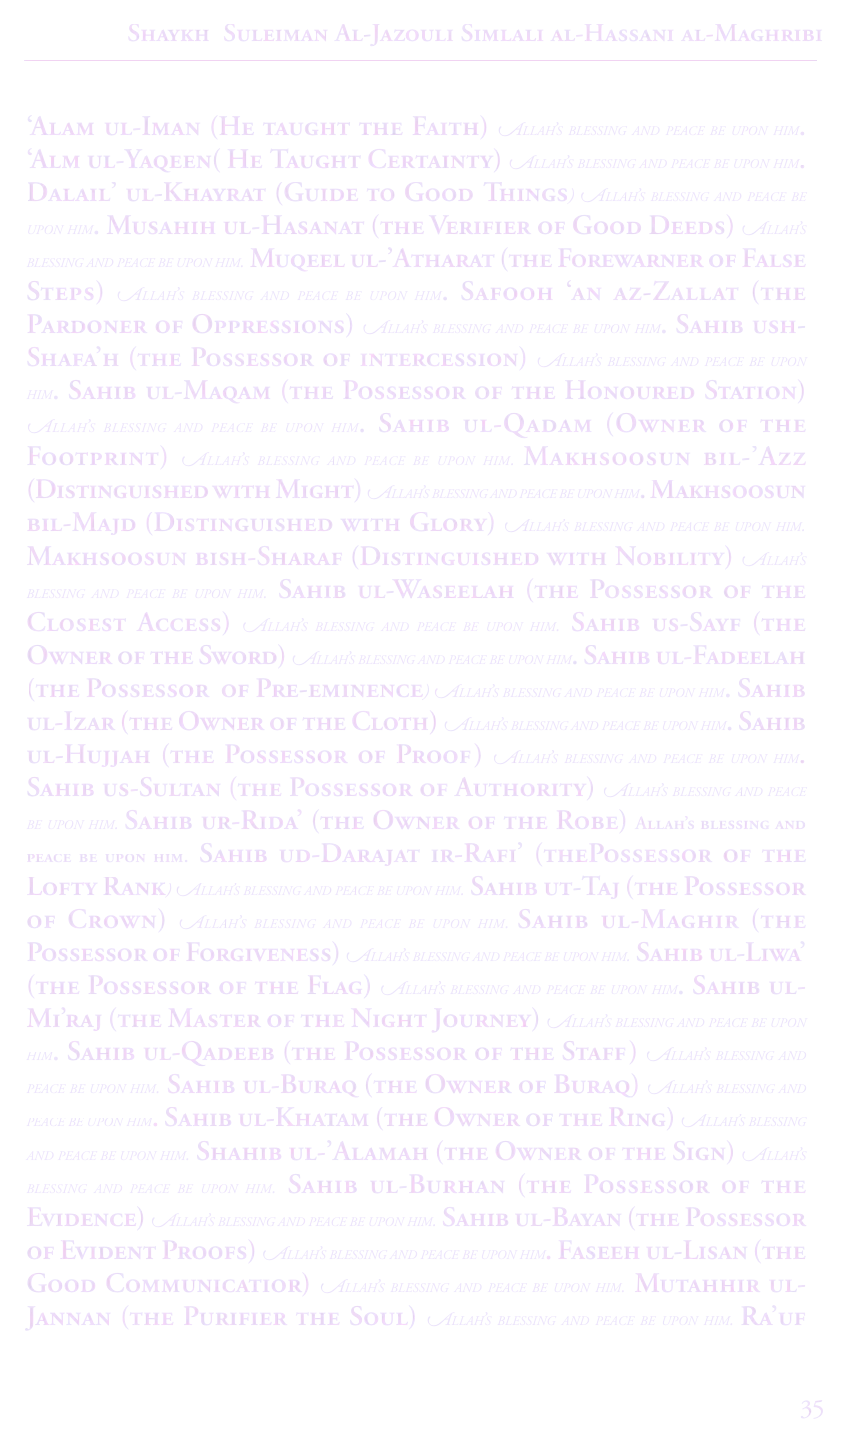 Shaykh Suleiman Al-Jazouli Simlali al-Hassani al-Maghribi
‘Alam ul-Iman (He taught the Faith) Allah’s blessing and peace be upon him.
‘Alm ul-Yaqeen( He Taught Certainty) Allah’s blessing and peace be upon him.
Dalail’ ul-Khayrat (Guide to Good Things) Allah’s blessing and peace be
upon him. Musahih ul-Hasanat (the Verifier of Good Deeds) Allah’s
blessing and peace be upon him. Muqeel ul-’Atharat (the Forewarner of False
Steps) Allah’s blessing and peace be upon him. Safooh ‘an az-Zallat (the
Pardoner of Oppressions) Allah’s blessing and peace be upon him. Sahib ush-
Shafa’h (the Possessor of intercession) Allah’s blessing and peace be upon
him. Sahib ul-Maqam (the Possessor of the Honoured Station)
Allah’s blessing and peace be upon him. Sahib ul-Qadam (Owner of the
Footprint) Allah’s blessing and peace be upon him. Makhsoosun bil-’Azz
(Distinguished with Might) Allah’s blessing and peace be upon him. Makhsoosun
bil-Majd (Distinguished with Glory) Allah’s blessing and peace be upon him.
Makhsoosun bish-Sharaf (Distinguished with Nobility) Allah’s
blessing and peace be upon him. Sahib ul-Waseelah (the Possessor of the
Closest Access) Allah’s blessing and peace be upon him. Sahib us-Sayf (the
Owner of the Sword) Allah’s blessing and peace be upon him. Sahib ul-Fadeelah
(the Possessor of Pre-eminence) Allah’s blessing and peace be upon him. Sahib
ul-Izar (the Owner of the Cloth) Allah’s blessing and peace be upon him. Sahib
ul-Hujjah (the Possessor of Proof) Allah’s blessing and peace be upon him.
Sahib us-Sultan (the Possessor of Authority) Allah’s blessing and peace
be upon him. Sahib ur-Rida’ (the Owner of the Robe) Allah’s blessing and
peace be upon him. Sahib ud-Darajat ir-Rafi’ (thePossessor of the
Lofty Rank) Allah’s blessing and peace be upon him. Sahib ut-Taj (the Possessor
of Crown) Allah’s blessing and peace be upon him. Sahib ul-Maghir (the
Possessor of Forgiveness) Allah’s blessing and peace be upon him. Sahib ul-Liwa’
(the Possessor of the Flag) Allah’s blessing and peace be upon him. Sahib ul-
Mi’raj (the Master of the Night Journey) Allah’s blessing and peace be upon
him. Sahib ul-Qadeeb (the Possessor of the Staff) Allah’s blessing and
peace be upon him. Sahib ul-Buraq (the Owner of Buraq) Allah’s blessing and
peace be upon him. Sahib ul-Khatam (the Owner of the Ring) Allah’s blessing
and peace be upon him. Shahib ul-’Alamah (the Owner of the Sign) Allah’s
blessing and peace be upon him. Sahib ul-Burhan (the Possessor of the
Evidence) Allah’s blessing and peace be upon him. Sahib ul-Bayan (the Possessor
of Evident Proofs) Allah’s blessing and peace be upon him. Faseeh ul-Lisan (the
Good Communicatior) Allah’s blessing and peace be upon him. Mutahhir ul-
Jannan (the Purifier the Soul) Allah’s blessing and peace be upon him. Ra’uf
35